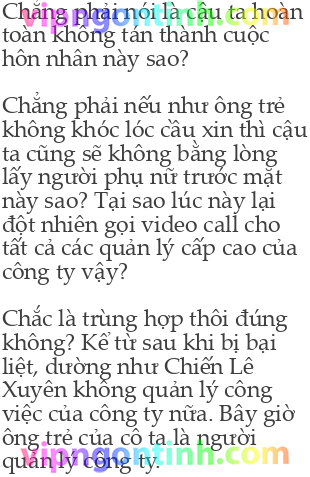 Chẳng phải nói là cậu ta hoàn
vipngontinh.com
toàn không tán thành cuộc
hôn nhân này sao?
Chẳng phải nếu như ông trẻ
không khóc lóc cầu xin thì cậu
ta cũng sẽ không bằng lòng
lấy người phụ nữ trước mặt
này sao? Tại sao lúc này lại
đột nhiên gọi video call cho
tất cả các quản lý cấp cao của
công ty vậy?
Chắc là trùng hợp thôi đúng
không? Kể từ sau khi bị bại
liệt, dường như Chiến Lê
Xuyên không quản lý công
việc của công ty nữa. Bây giờ
ông trẻ của cô ta là người
vipngontinh.com
quản lý công ty.